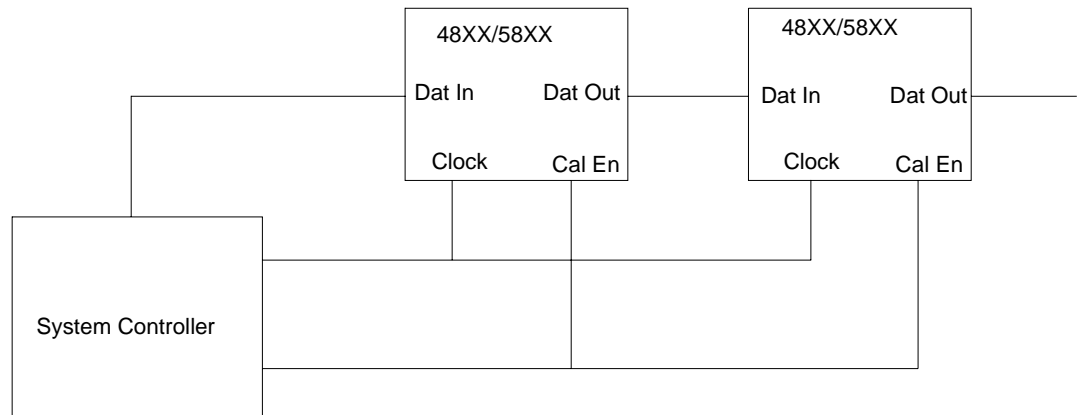 48XX/58XX
Dat In
Dat Out
Clock
Cal En
48XX/58XX
Dat In
Dat Out
Clock
Cal En
System Controller